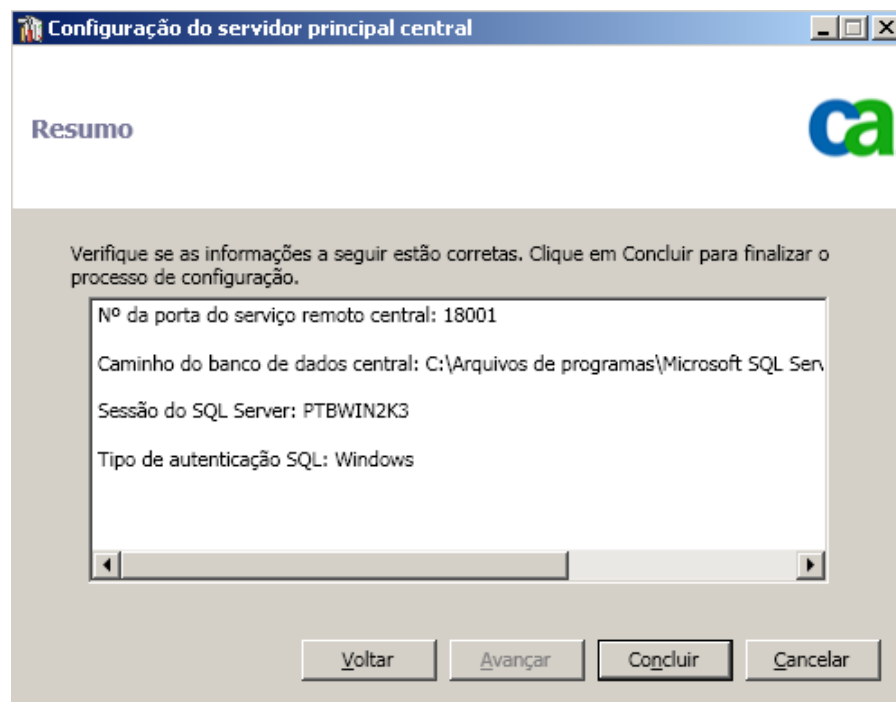 Configuração do servidor principal central
Resumo
ca
Verifique se as informações a seguir estão corretas. Clique em Concluir para finalizar o
processo de configuração.
Nº da porta do serviço remoto central: 18001
Caminho do banco de dados central: C:\Arquivos de programas\Microsoft SQL Serv
Sessão do SQL Server: PTBWIN2K3
Tipo de autenticação SQL: Windows
Voltar Avançar Concluir Cancelar